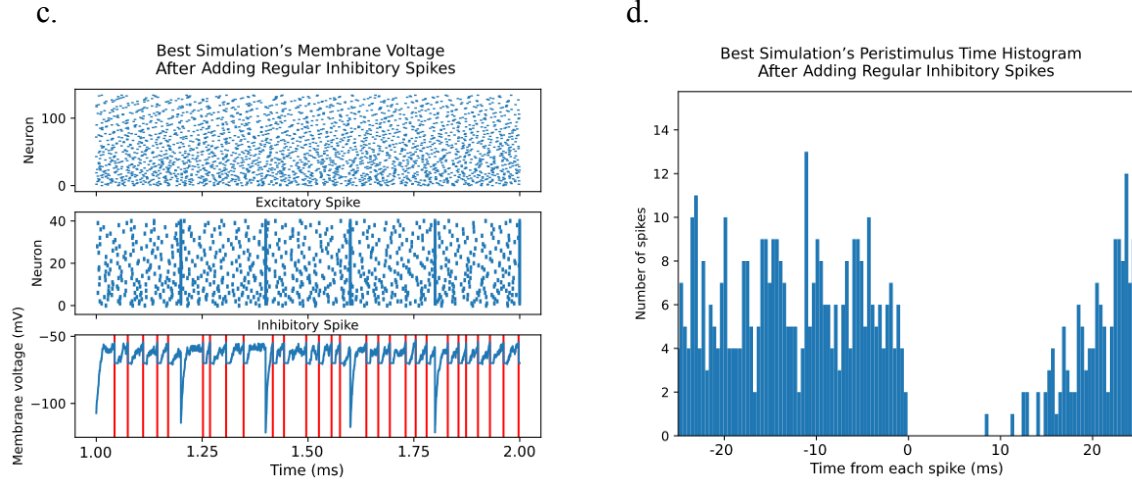 c.
Best Simulation's Membrane Voltage
After Adding Regular Inhibitory Spikes
Neuron
100
0
Excitatory Spike
Neuron
40
20
0
Inhibitory Spike
Membrane voltage (mV)
−50
−100
1.00 1.25 1.50 1.75 2.00
Time (ms)
d.
Best Simulation's Peristimulus Time Histogram
After Adding Regular Inhibitory Spikes
Number of spikes
14
12
10
8
6
4
2
0
-20 -10 0 10 20
Time from each spike (ms)